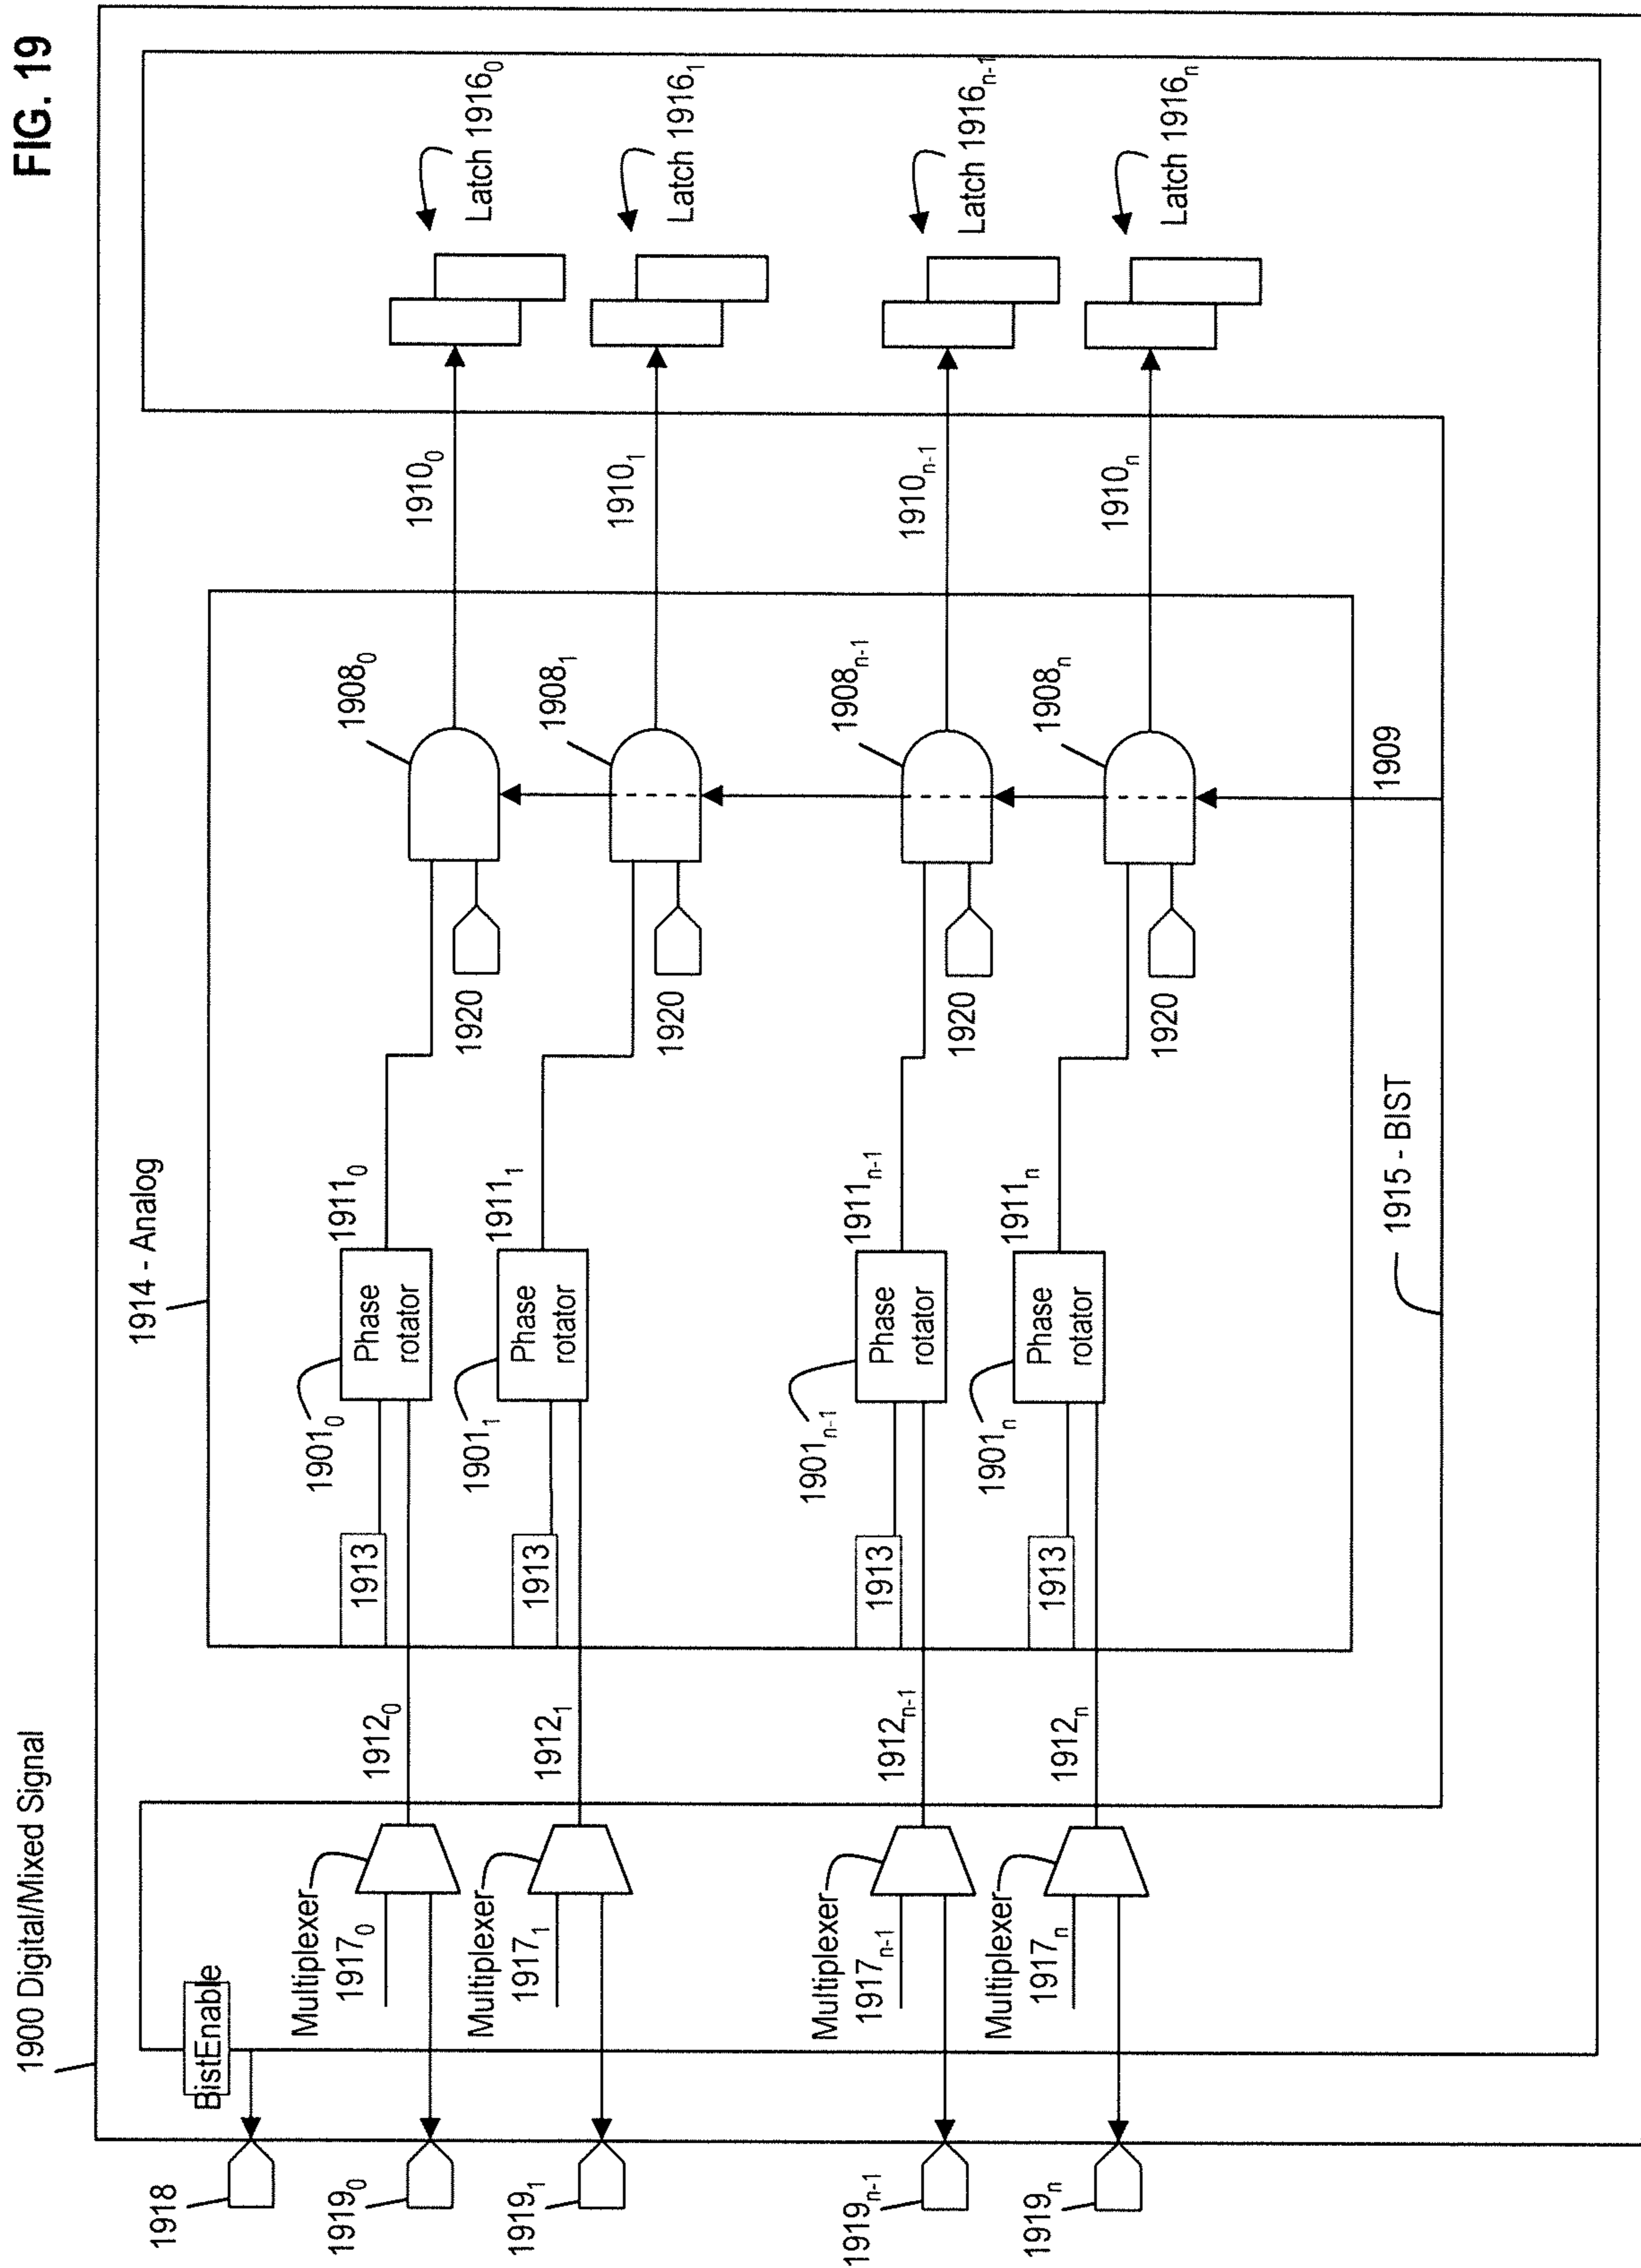 FIG. 19
1900 Digital/Mixed Signal
1914 - Analog
1915 - BIST
BistEnable
1918
1919₀
Multiplexer
1917₀
1912₀
1913
1901₀
Phase
rotator
1911₀
1920
1908₀
1910₀
Latch 1916₀
1919₁
Multiplexer
1917₁
1912₁
1913
1901₁
Phase
rotator
1911₁
1920
1908₁
1910₁
Latch 1916₁
1919ₙ₋₁
Multiplexer
1917ₙ₋₁
1912ₙ₋₁
1913
1901ₙ₋₁
Phase
rotator
1911ₙ₋₁
1920
1908ₙ₋₁
1910ₙ₋₁
Latch 1916ₙ₋₁
1919ₙ
Multiplexer
1917ₙ
1912ₙ
1913
1901ₙ
Phase
rotator
1911ₙ
1920
1908ₙ
1910ₙ
Latch 1916ₙ
1909